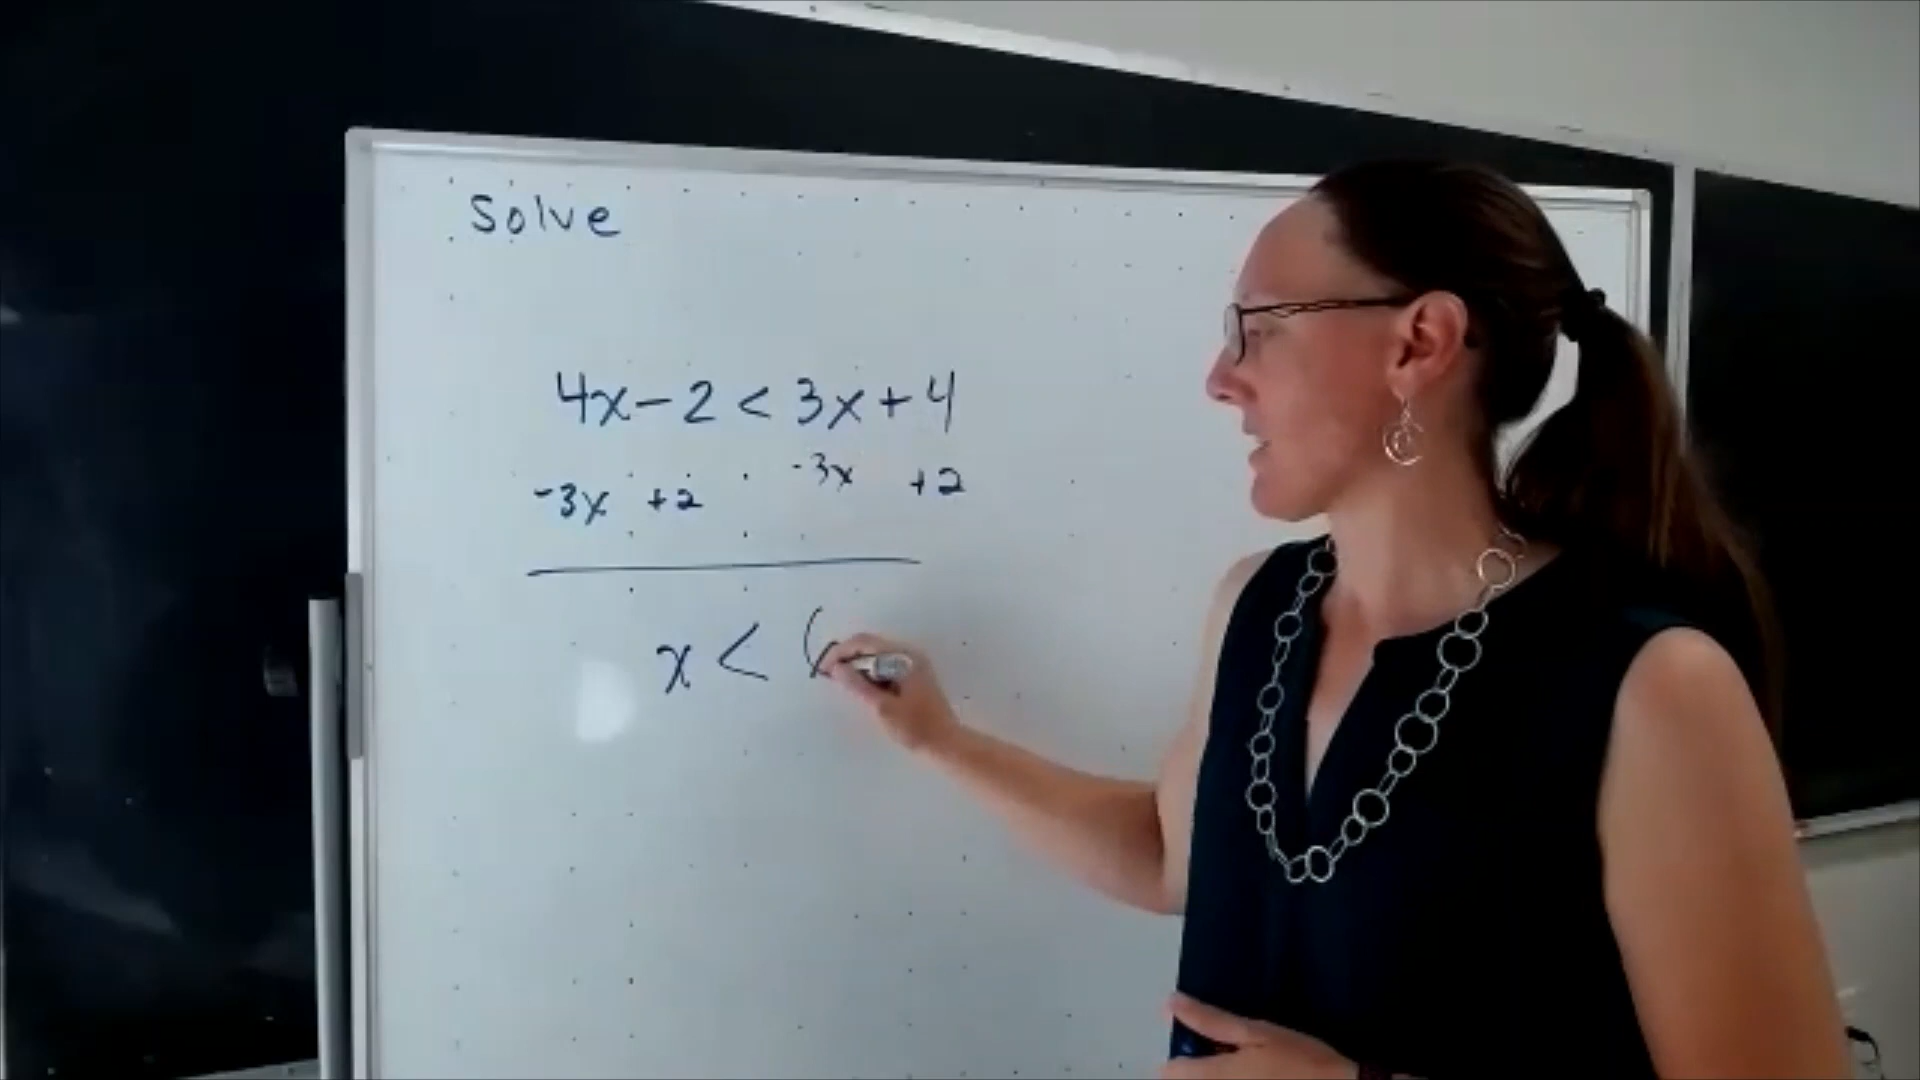 Solve
4x-2<3x+4
-3x +2 -3x +2
x <